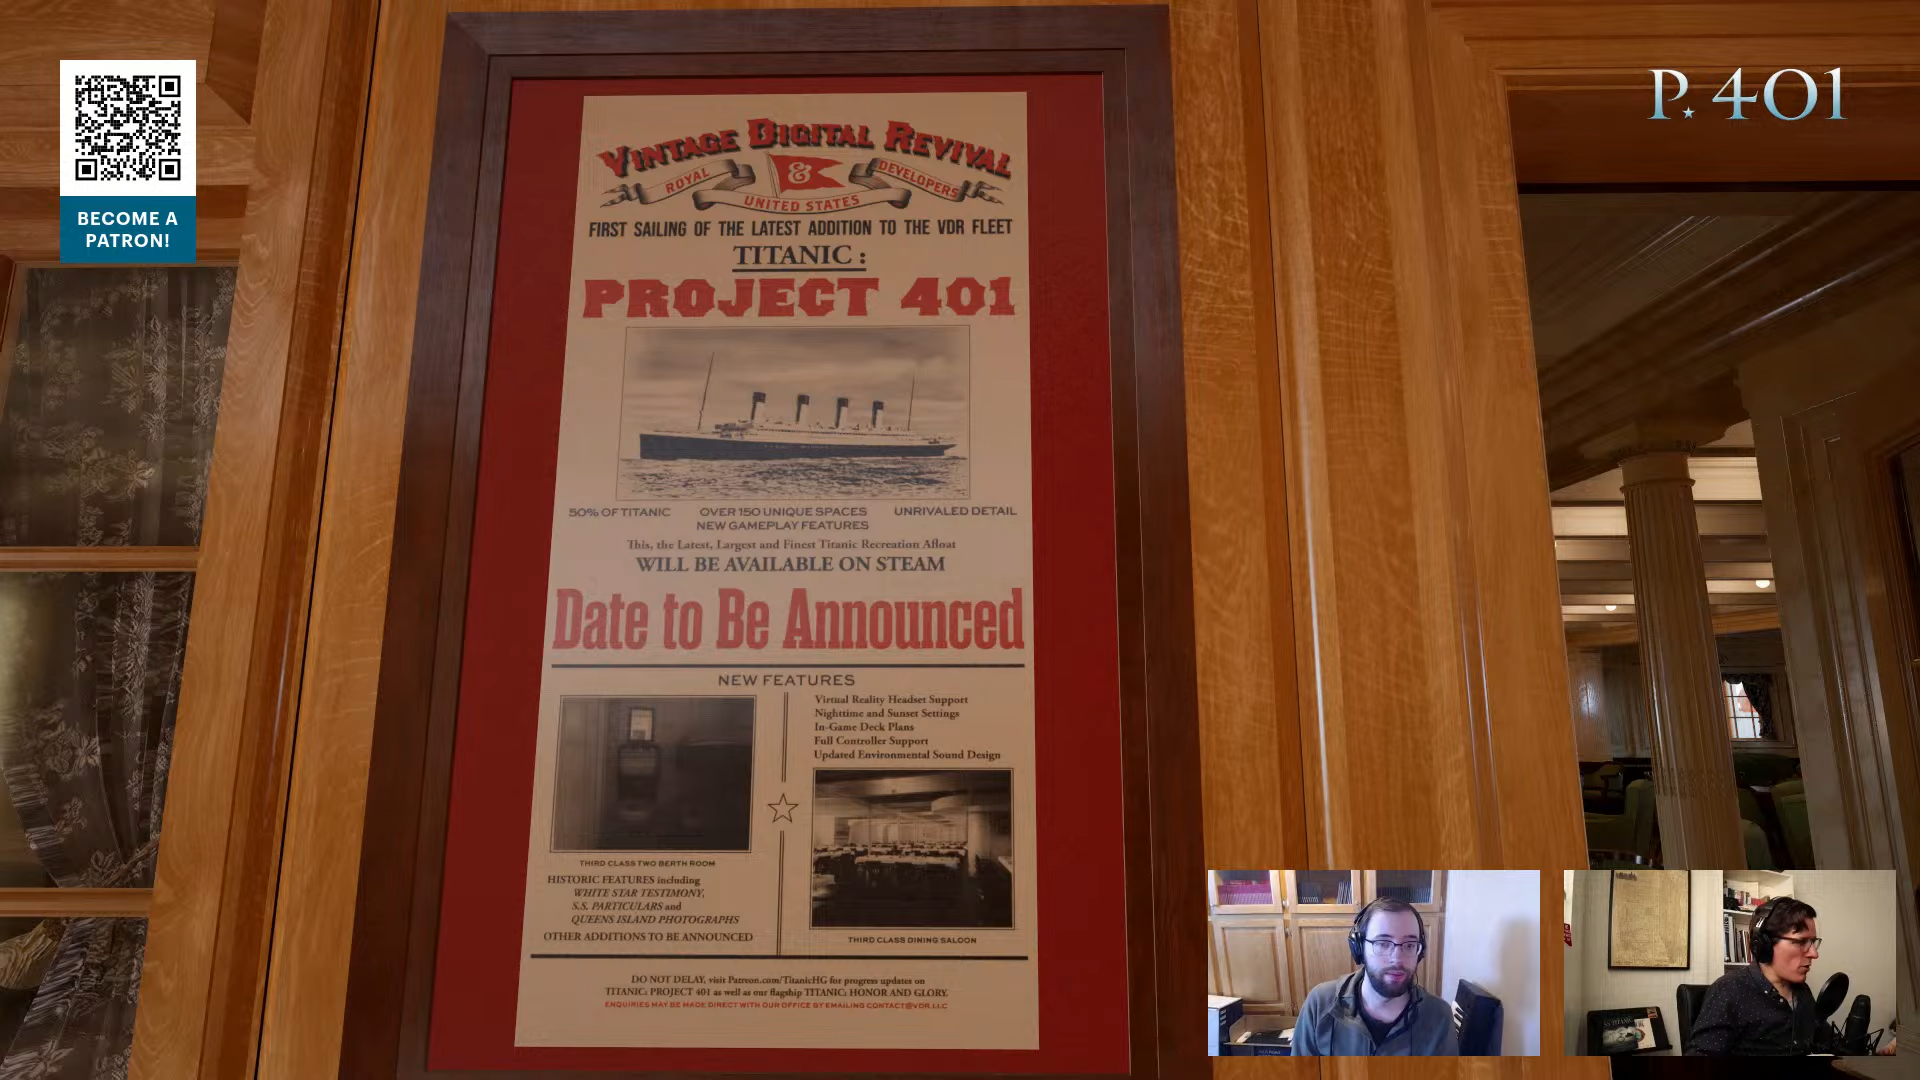 BECOME A
PATRON!
P. 401
VINTAGE DIGITAL REVIVAL
ROYAL & DEVELOPERS
UNITED STATES
FIRST SAILING OF THE LATEST ADDITION TO THE VDR FLEET
TITANIC :
PROJECT 401
50% OF TITANIC OVER 150 UNIQUE SPACES UNRIVALED DETAIL
NEW GAMEPLAY FEATURES
This, the Latest, Largest and Finest Titanic Recreation Afloat
WILL BE AVAILABLE ON STEAM
Date to Be Announced
NEW FEATURES
Virtual Reality Headset Support
Nighttime and Sunset Settings
In-Game Deck Plans
Full Controller Support
Updated Environmental Sound Design
THIRD CLASS TWO BERTH ROOM
HISTORIC FEATURES including
WHITE STAR TESTIMONY,
S.S. PARTICULARS and
QUEENS ISLAND PHOTOGRAPHS
OTHER ADDITIONS TO BE ANNOUNCED
THIRD CLASS DINING SALOON
DO NOT DELAY, visit Patreon.com/TitanicHG for progress updates on
TITANIC: PROJECT 401 as well as our flagship TITANIC: HONOR AND GLORY.
ENQUIRIES MAY BE MADE DIRECT WITH OUR OFFICE BY EMAILING CONTACT@VDR.LLC